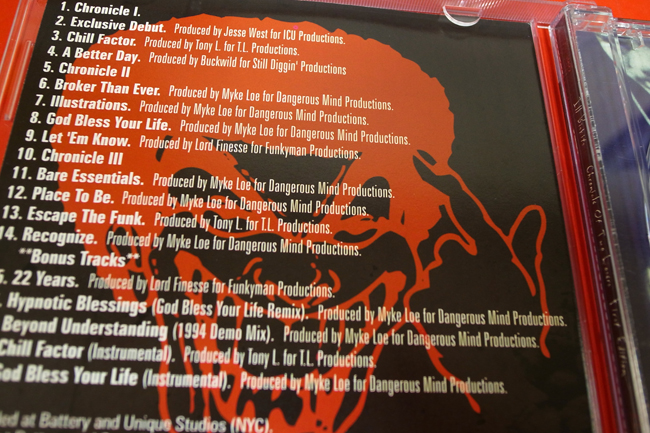 1. Chronicle I.
2. Exclusive Debut. Produced by Jesse West for ICU Productions.
3. Chill Factor. Produced by Tony L. for T.L. Productions.
4. A Better Day. Produced by Buckwild for Still Diggin' Productions
5. Chronicle II
6. Broker Than Ever. Produced by Myke Loe for Dangerous Mind Productions.
7. Illustrations. Produced by Myke Loe for Dangerous Mind Productions.
8. God Bless Your Life. Produced by Myke Loe for Dangerous Mind Productions.
9. Let 'Em Know. Produced by Lord Finesse for Funkyman Productions.
10. Chronicle III
11. Bare Essentials. Produced by Myke Loe for Dangerous Mind Productions.
12. Place To Be. Produced by Myke Loe for Dangerous Mind Productions.
13. Escape The Funk. Produced by Tony L. for T.L. Productions.
14. Recognize. Produced by Myke Loe for Dangerous Mind Productions.
**Bonus Tracks**
5. 22 Years. Produced by Lord Finesse for Funkyman Productions.
Hypnotic Blessings (God Bless Your Life Remix). Produced by Myke Loe for Dangerous Mind Productions.
Beyond Understanding (1994 Demo Mix). Produced by Myke Loe for Dangerous Mind Productions.
Chill Factor (Instrumental). Produced by Tony L. for T.L. Productions.
God Bless Your Life (Instrumental). Produced by Myke Loe for Dangerous Mind Productions.
ded at Battery and Unique Studios (NYC).